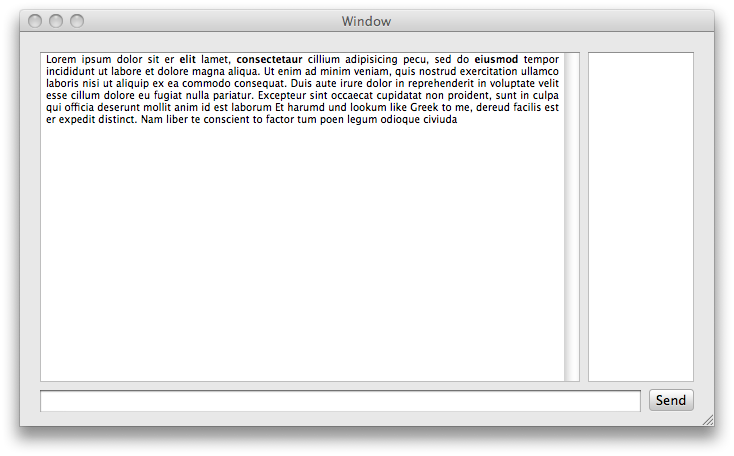 Window
Lorem ipsum dolor sit er elit lamet, consectetaur cillium adipisicing pecu, sed do eiusmod tempor
incididunt ut labore et dolore magna aliqua. Ut enim ad minim veniam, quis nostrud exercitation ullamco
laboris nisi ut aliquip ex ea commodo consequat. Duis aute irure dolor in reprehenderit in voluptate velit
esse cillum dolore eu fugiat nulla pariatur. Excepteur sint occaecat cupidatat non proident, sunt in culpa
qui officia deserunt mollit anim id est laborum Et harumd und lookum like Greek to me, dereud facilis est
er expedit distinct. Nam liber te conscient to factor tum poen legum odioque civiuda
Send